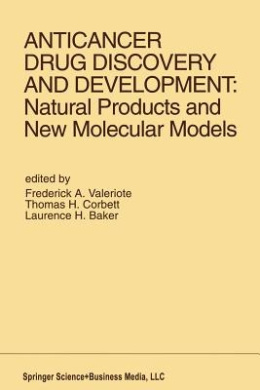 ANTICANCER
DRUG DISCOVERY
AND DEVELOPMENT:
Natural Products and
New Molecular Models
edited by
Frederick A. Valeriote
Thomas H. Corbett
Laurence H. Baker
Springer Science+Business Media, LLC